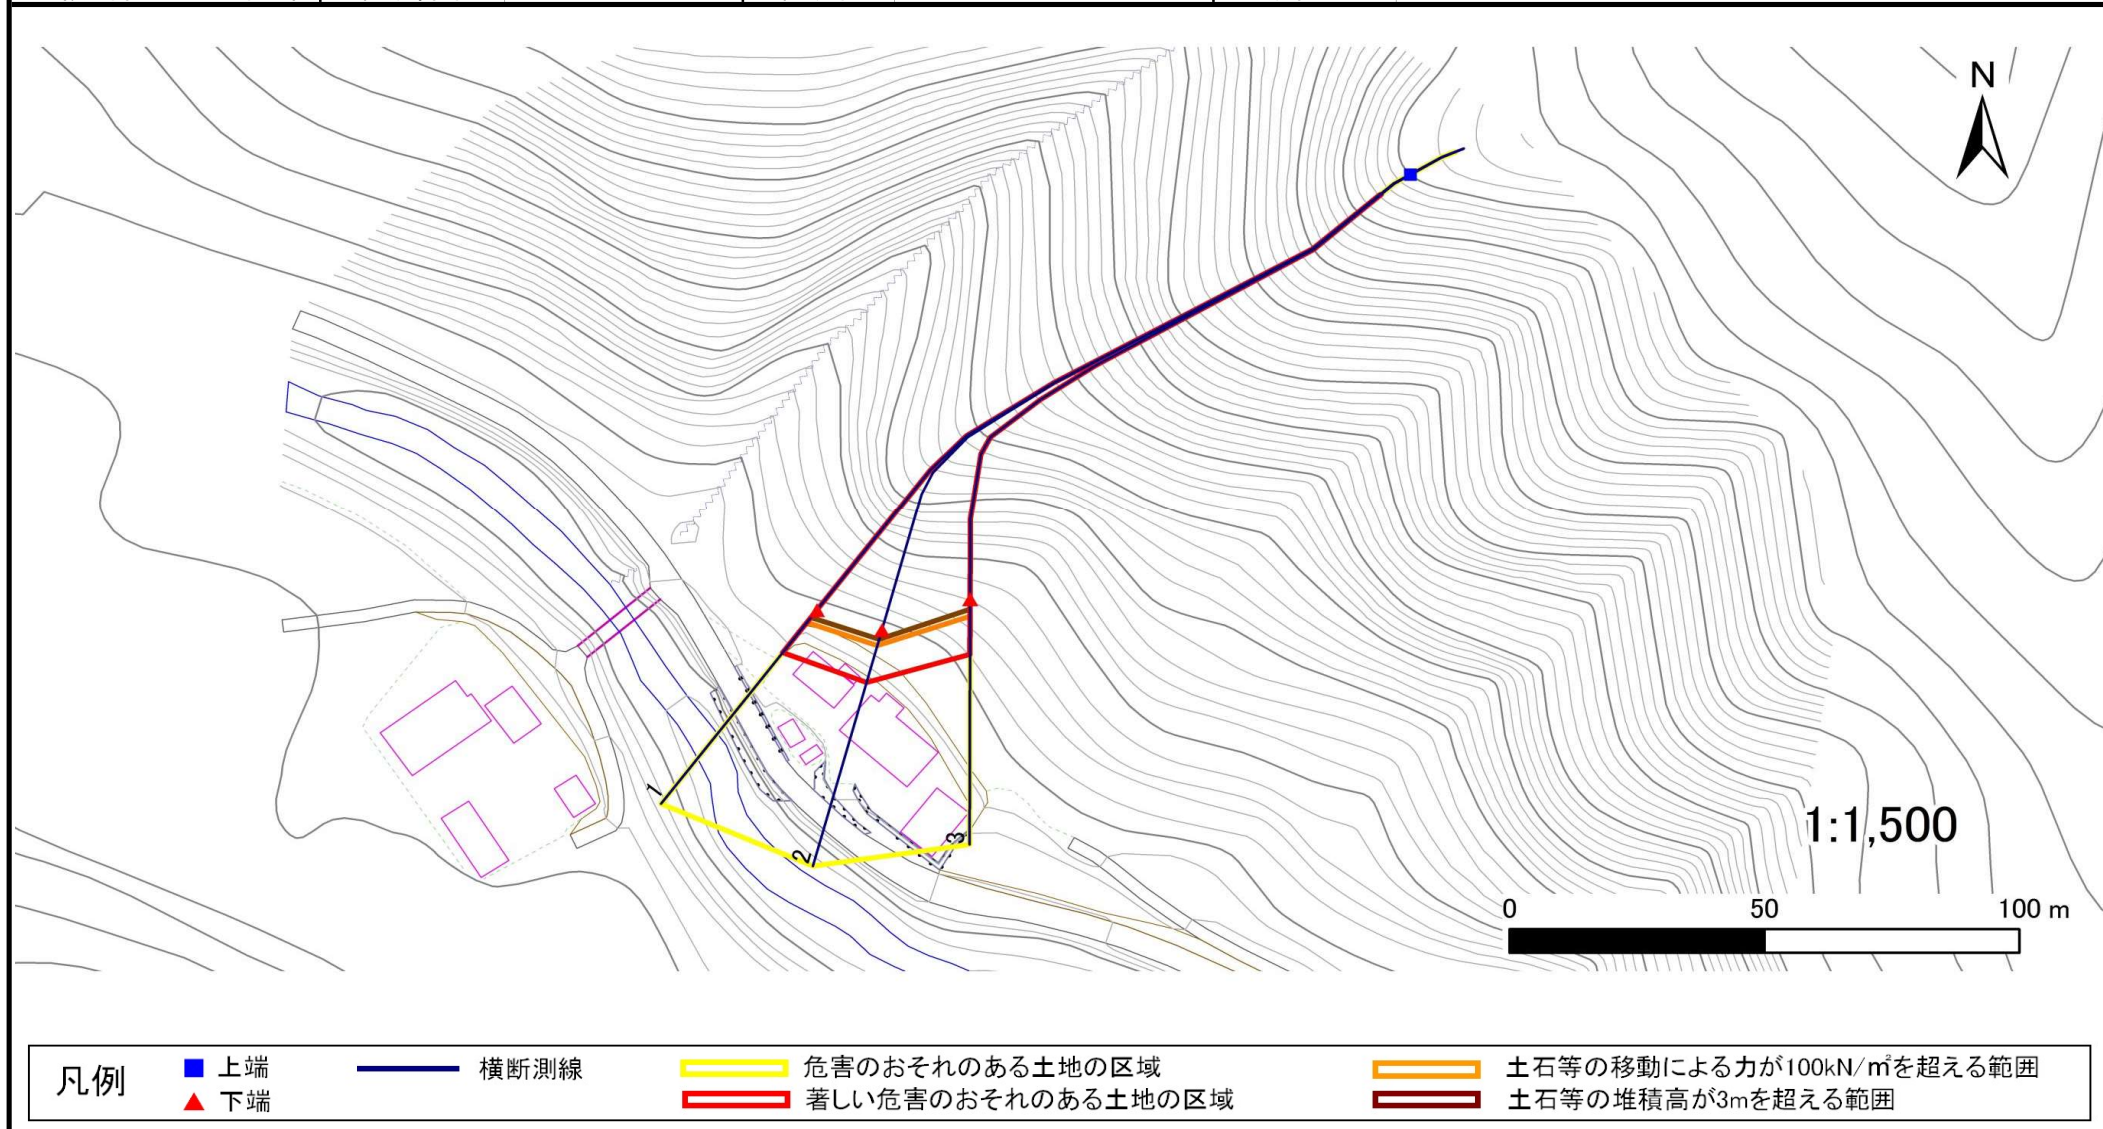 N
1
2
3
1:1,500
0 50 100 m
凡例
上端
下端
横断測線
危害のおそれのある土地の区域
著しい危害のおそれのある土地の区域
土石等の移動による力が100kN/㎡を超える範囲
土石等の堆積高が3mを超える範囲